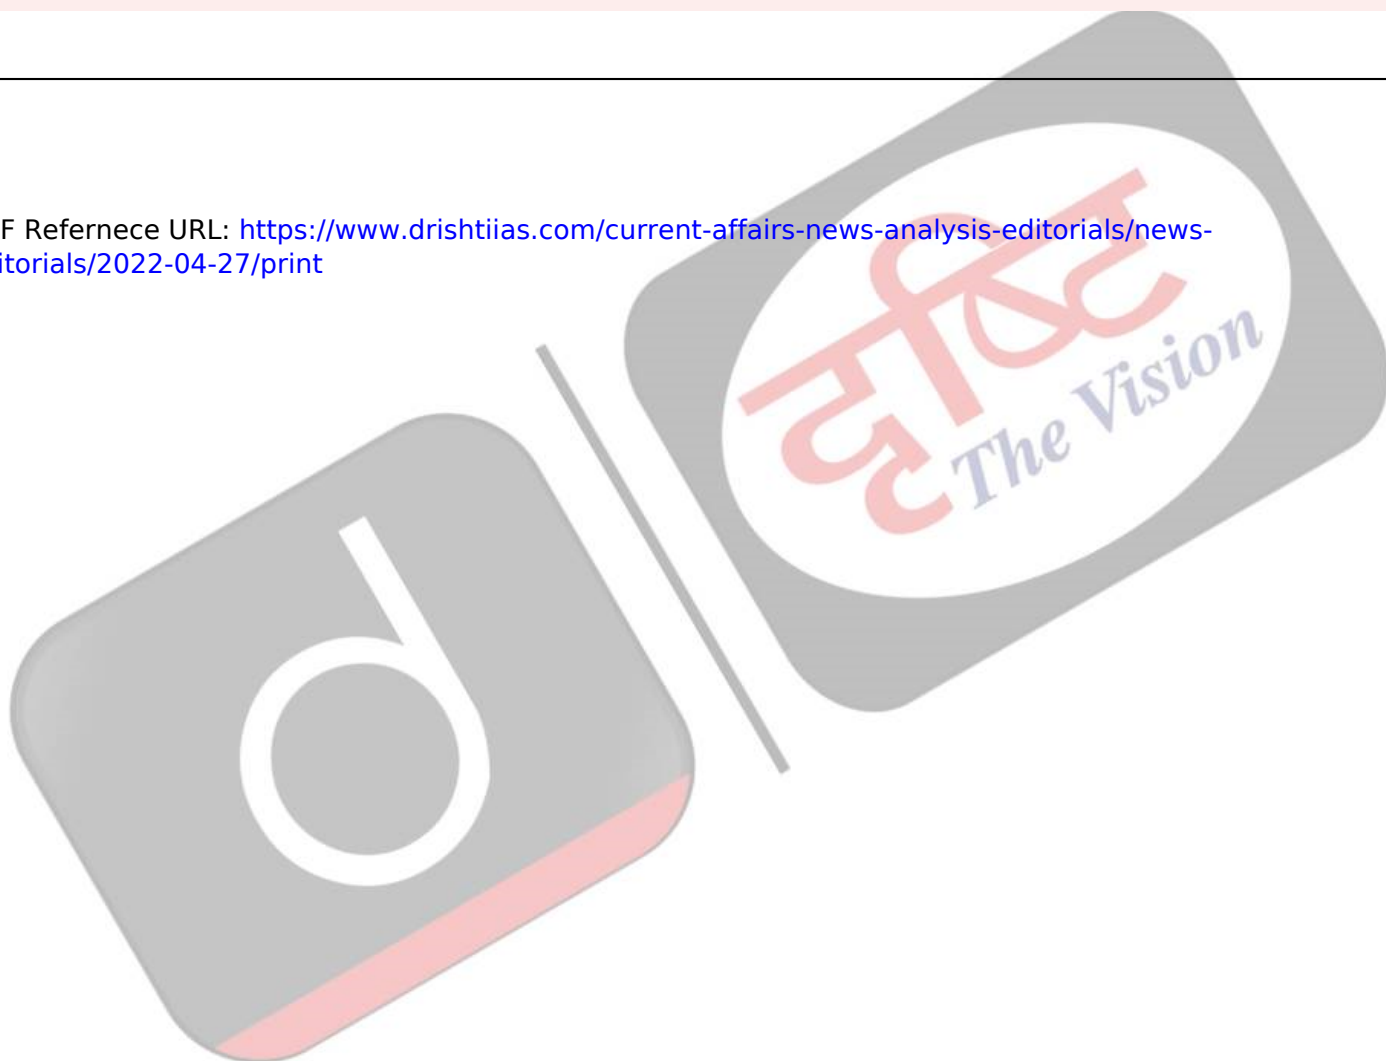 F Refernece URL: https://www.drishtiias.com/current-affairs-news-analysis-editorials/news-
itorials/2022-04-27/print
दृष्टि
The Vision
d